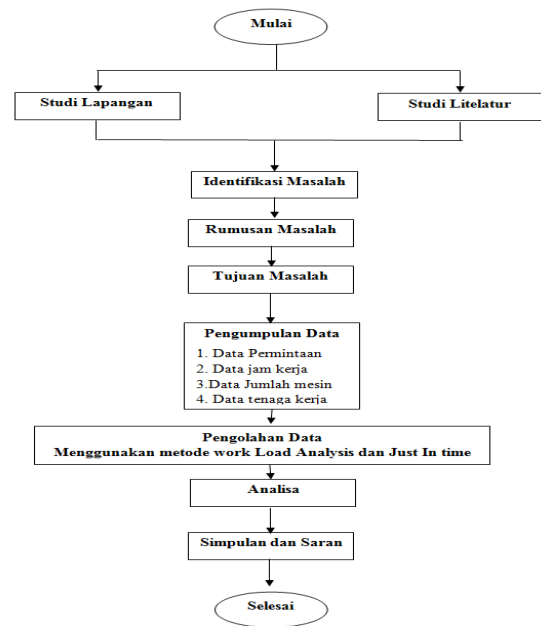 Mulai
Studi Lapangan
Studi Litelatur
Identifikasi Masalah
Rumusan Masalah
Tujuan Masalah
Pengumpulan Data
1. Data Permintaan
2. Data jam kerja
3.Data Jumlah mesin
4. Data tenaga kerja
Pengolahan Data
Menggunakan metode work Load Analysis dan Just In time
Analisa
Simpulan dan Saran
Selesai